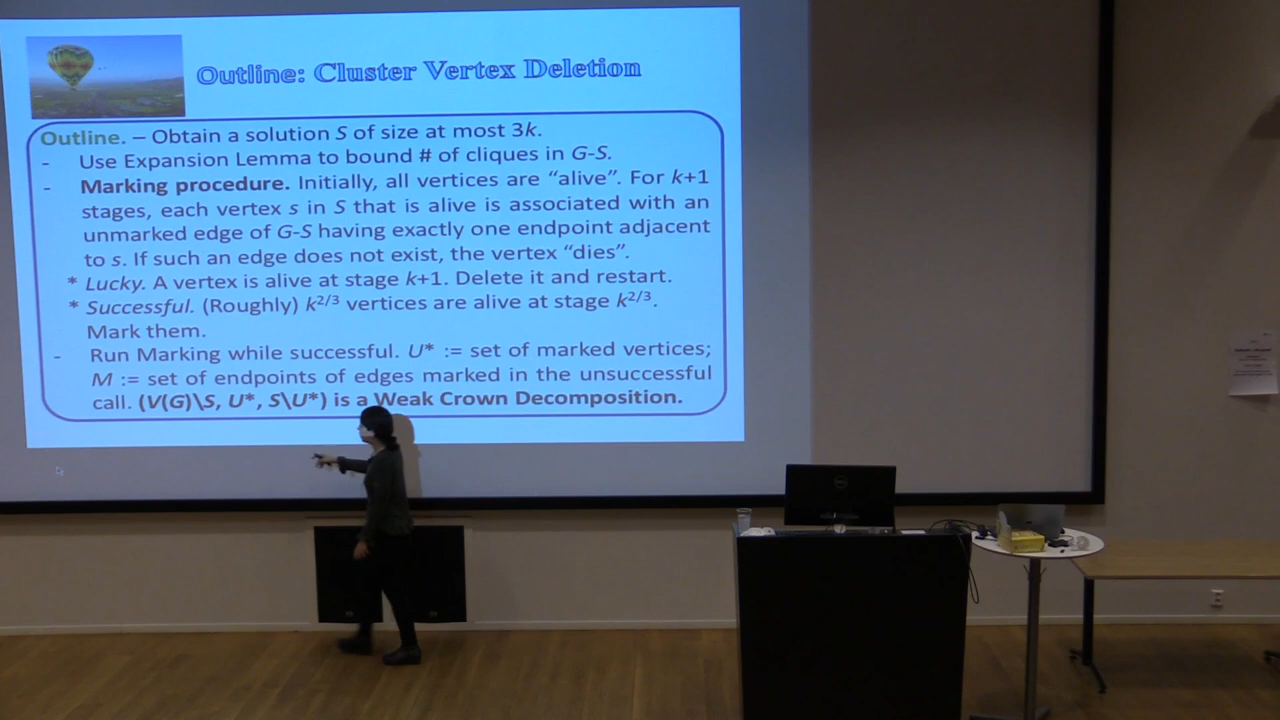 Outline: Cluster Vertex Deletion
Outline. – Obtain a solution S of size at most 3k.
- Use Expansion Lemma to bound # of cliques in G-S.
- Marking procedure. Initially, all vertices are “alive”. For k+1
stages, each vertex s in S that is alive is associated with an
unmarked edge of G-S having exactly one endpoint adjacent
to s. If such an edge does not exist, the vertex “dies”.
* Lucky. A vertex is alive at stage k+1. Delete it and restart.
* Successful. (Roughly) k^{2/3} vertices are alive at stage k^{2/3}.
Mark them.
- Run Marking while successful. U* := set of marked vertices;
M := set of endpoints of edges marked in the unsuccessful
call. (V(G)\S, U*, S\U*) is a Weak Crown Decomposition.
DELL